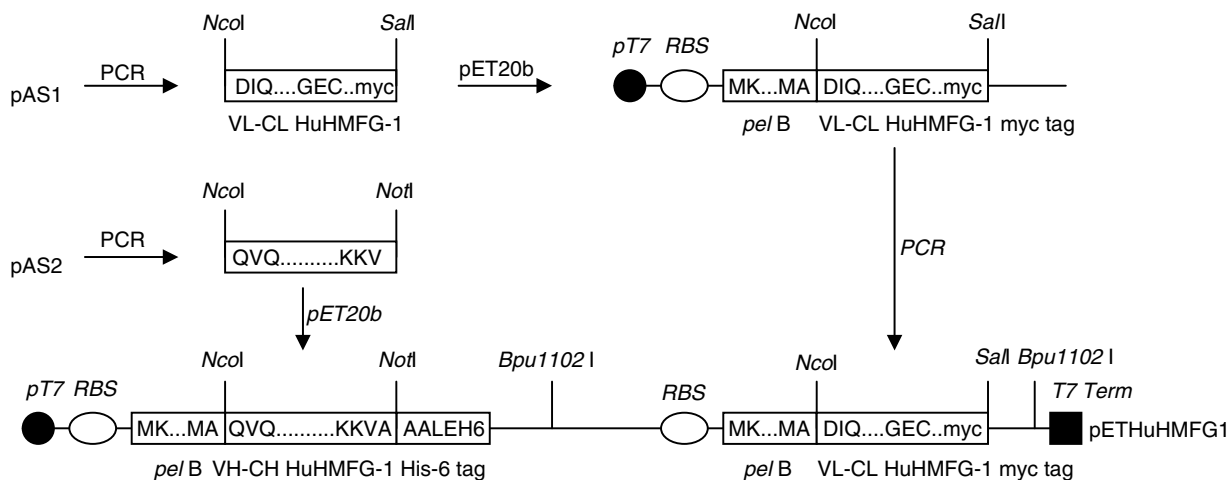 NcoI SalI
pAS1 PCR DIQ....GEC..myc
VL-CL HuHMFG-1
pET20b
NcoI SalI
pT7 RBS
MK...MA DIQ....GEC..myc
pel B VL-CL HuHMFG-1 myc tag
NcoI NotI
pAS2 PCR QVQ..........KKV
pET20b
PCR
NcoI NotI Bpu1102 I NcoI SalI Bpu1102 I
pT7 RBS RBS T7 Term
MK...MA QVQ..........KKVA AALEH6 MK...MA DIQ....GEC..myc pETHuHMFG1
pel B VH-CH HuHMFG-1 His-6 tag pel B VL-CL HuHMFG-1 myc tag